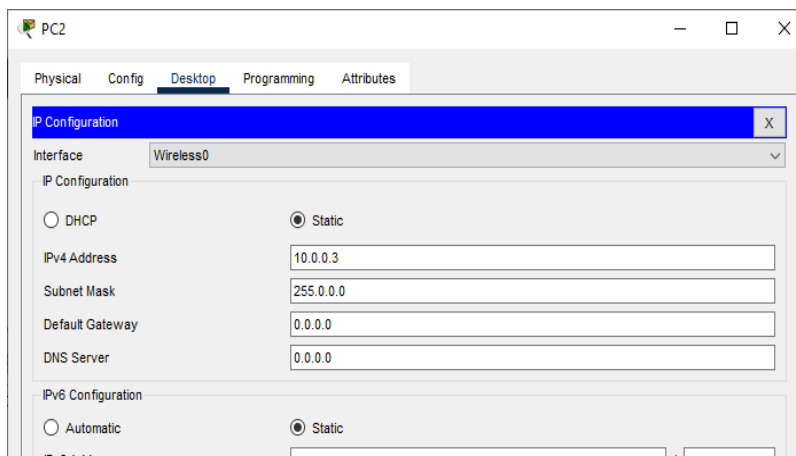 PC2
Physical Config Desktop Programming Attributes
IP Configuration X
Interface Wireless0
IP Configuration
DHCP Static
IPv4 Address 10.0.0.3
Subnet Mask 255.0.0.0
Default Gateway 0.0.0.0
DNS Server 0.0.0.0
IPv6 Configuration
Automatic Static